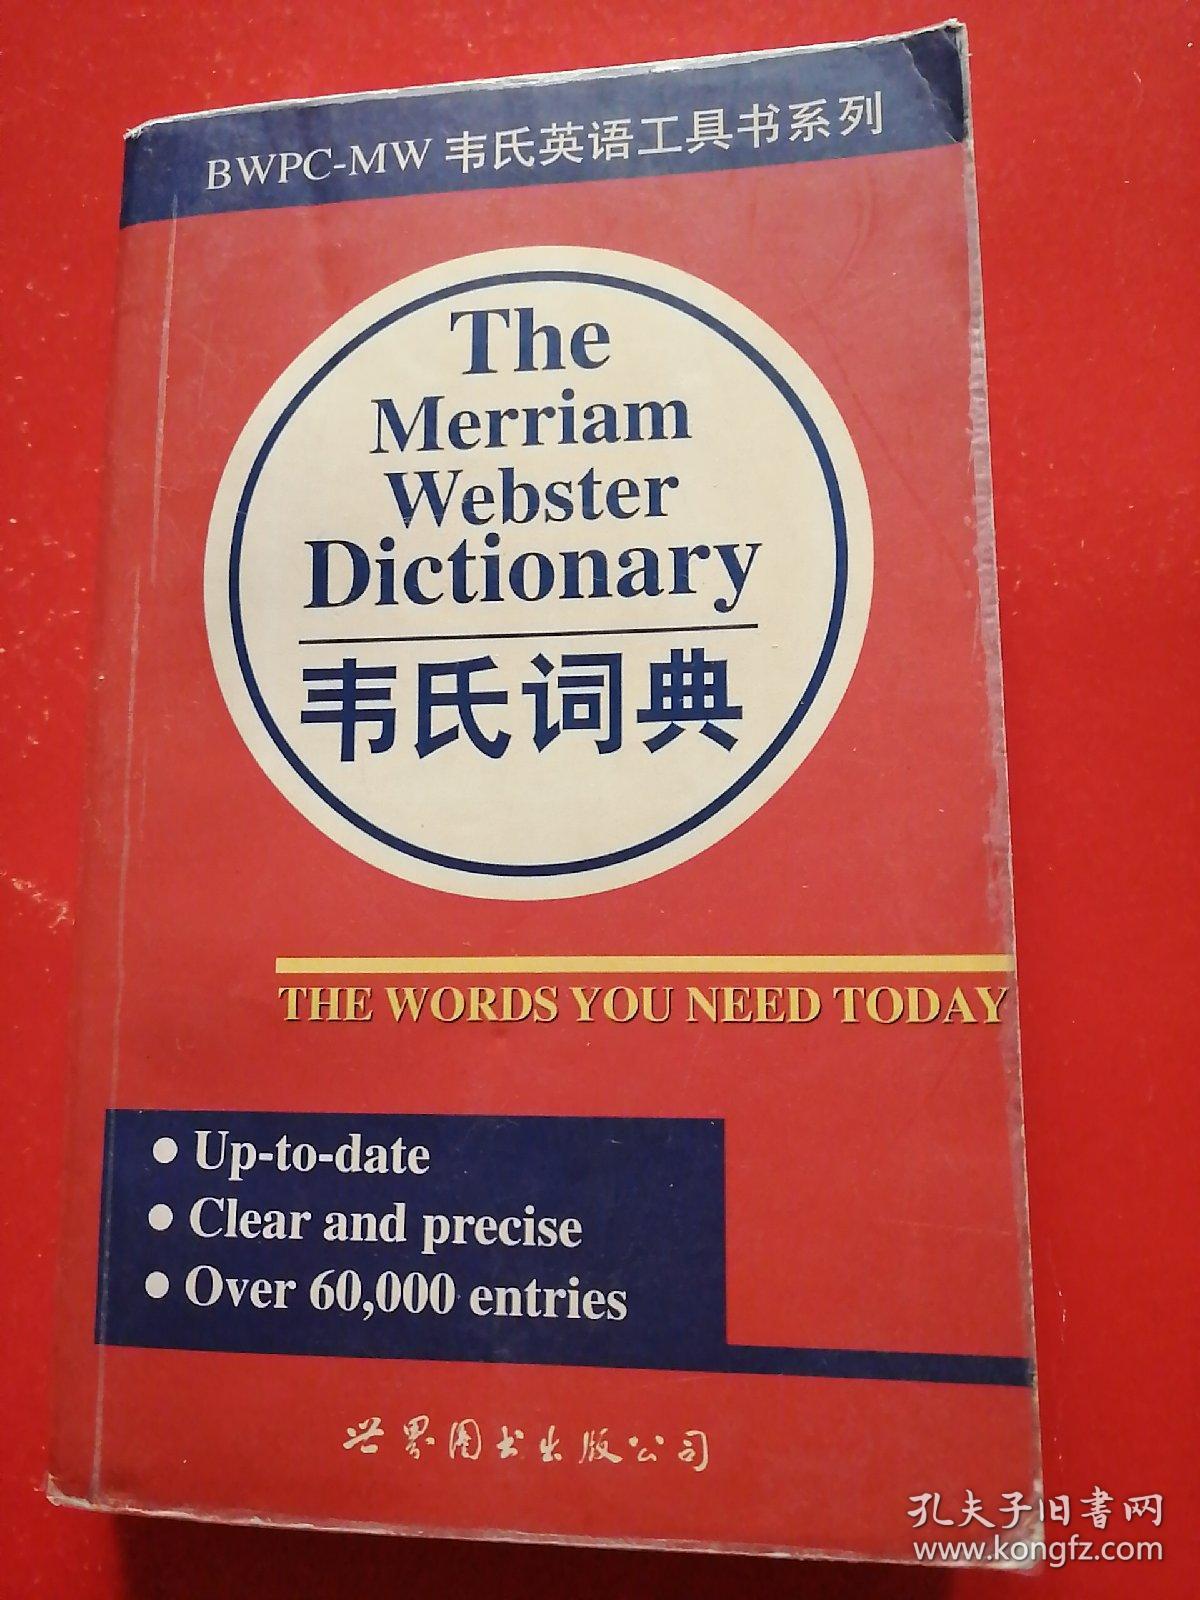 BWPC-MW 韦氏英语工具书系列
The
Merriam
Webster
Dictionary
韦氏词典
THE WORDS YOU NEED TODAY
● Up-to-date
● Clear and precise
● Over 60,000 entries
世界图书出版公司
孔夫子旧书网
www.kongfz.com